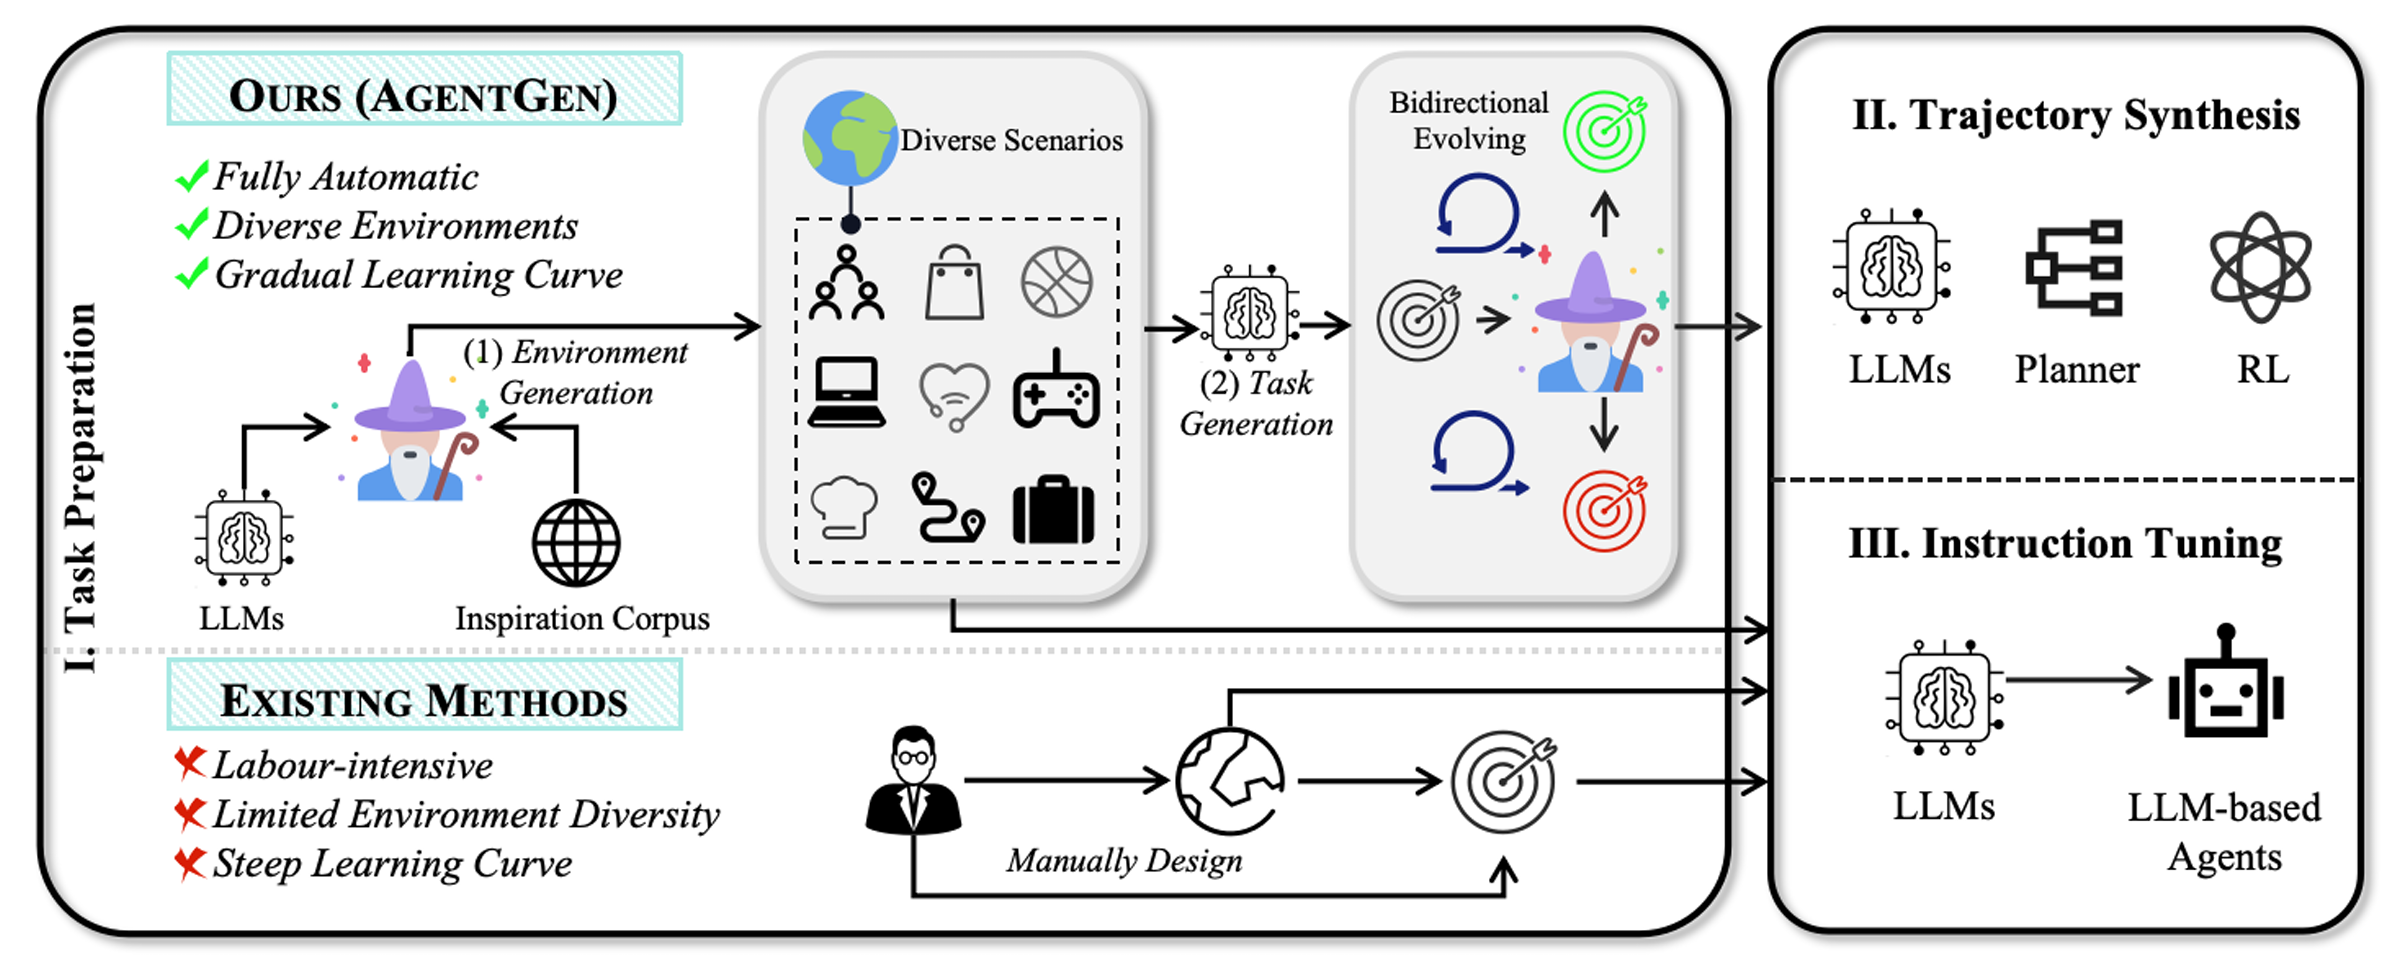 I. Task Preparation
OURS (AGENTGEN)
Fully Automatic
Diverse Environments
Gradual Learning Curve
(1) Environment
Generation
LLMs
Inspiration Corpus
Diverse Scenarios
(2) Task
Generation
Bidirectional
Evolving
EXISTING METHODS
Labour-intensive
Limited Environment Diversity
Steep Learning Curve
Manually Design
II. Trajectory Synthesis
LLMs
Planner
RL
III. Instruction Tuning
LLMs
LLM-based
Agents